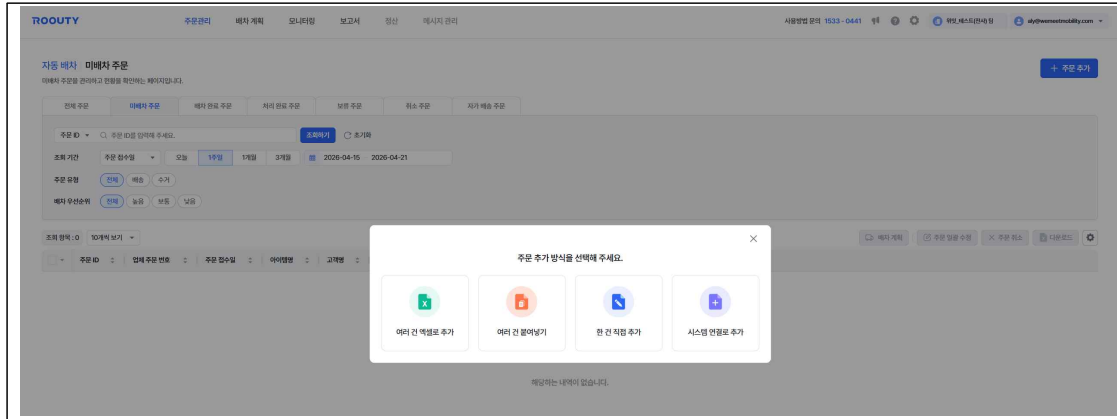 ROOUTY 주문관리 배차 계획 모니터링 보고서 정산 메시지 관리 사용방법 문의 1533-0441 위밋_테스트(전사) 팀 aly@wemeetmobility.com
자동 배차 미배차 주문 + 주문 추가
미배차 주문을 관리하고 현황을 확인하는 페이지입니다.
전체 주문 미배차 주문 배차 완료 주문 처리 완료 주문 보류 주문 취소 주문 자가 배송 주문
주문 ID 주문 ID를 입력해 주세요. 조회하기 초기화
조회 기간 주문 접수일 오늘 1주일 1개월 3개월 2026-04-15 2026-04-21
주문 유형 전체 배송 수거
배차 우선순위 전체 높음 보통 낮음
조회 항목 : 0 10개씩 보기 배차 계획 주문 일괄 수정 주문 취소 다운로드
주문 ID 업체 주문 번호 주문 접수일 아이템명 고객명
주문 추가 방식을 선택해 주세요.
여러 건 엑셀로 추가 여러 건 붙여넣기 한 건 직접 추가 시스템 연결로 추가
해당하는 내역이 없습니다.